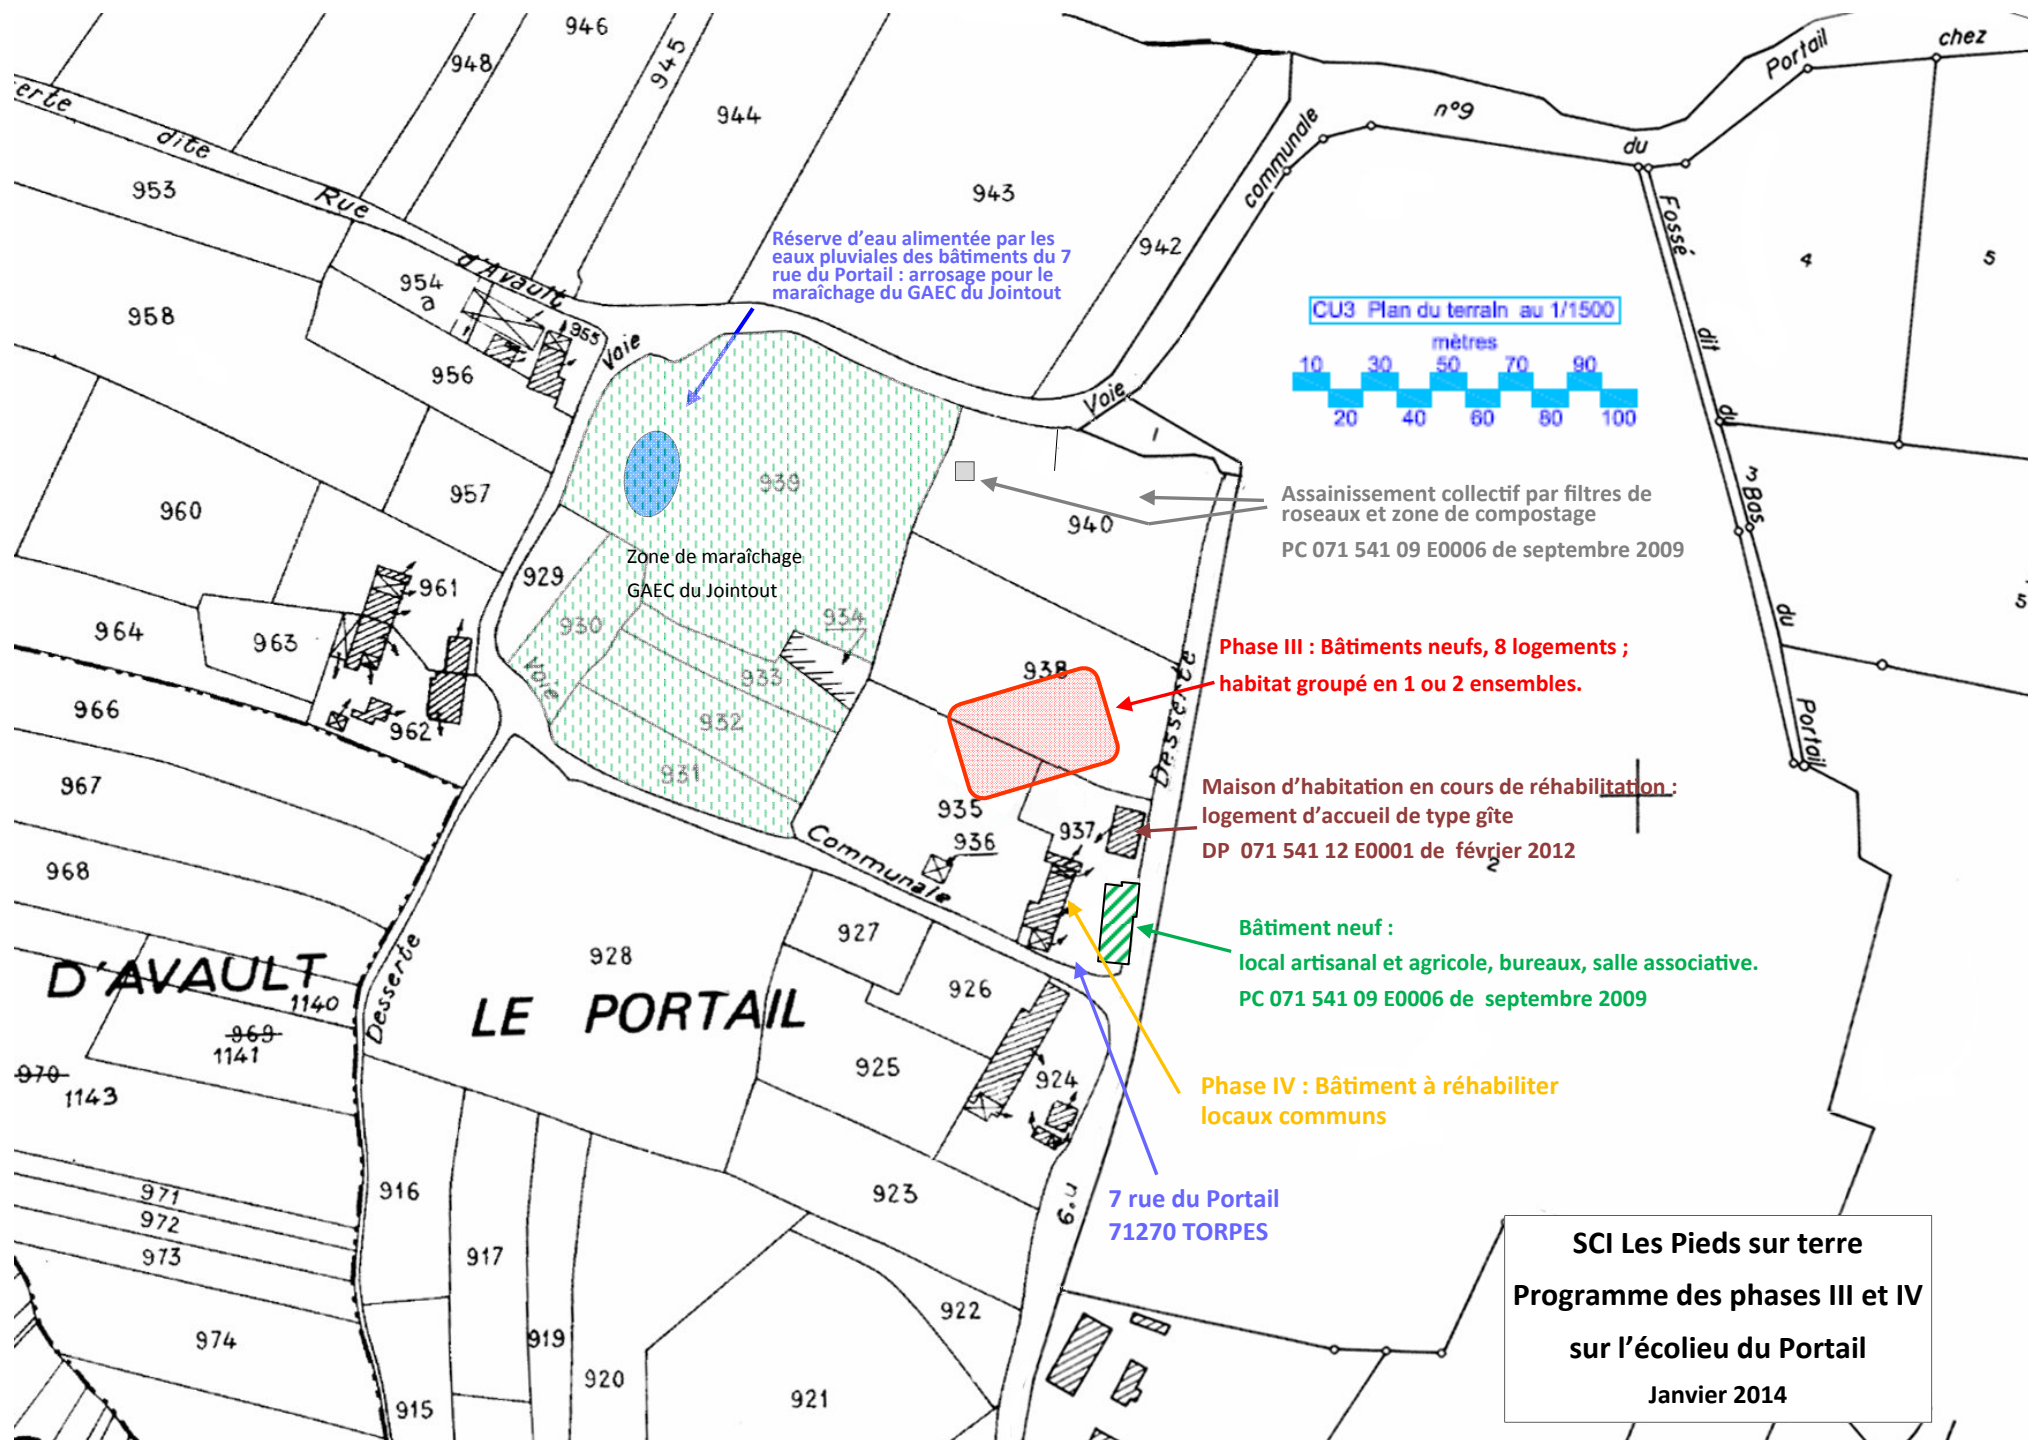 946
948
945
944
943
942
erte
dite
Rue
d'Avault
953
954
a
955
956
958
957
960
961
962
963
964
966
967
968
Voie
Voie
communale
n°9
du
Portail
chez
Fossé
dit
du
Bas
du
Portail
4
5
5
2
1
Réserve d’eau alimentée par les
eaux pluviales des bâtiments du 7
rue du Portail : arrosage pour le
maraîchage du GAEC du Jointout
CU3 Plan du terrain au 1/1500
mètres
10 30 50 70 90
20 40 60 80 100
939
940
Assainissement collectif par filtres de
roseaux et zone de compostage
PC 071 541 09 E0006 de septembre 2009
Zone de maraîchage
GAEC du Jointout
929
930
934
933
932
931
Voie
938
Phase III : Bâtiments neufs, 8 logements ;
habitat groupé en 1 ou 2 ensembles.
Desserte
935
936
937
Maison d’habitation en cours de réhabilitation :
logement d’accueil de type gîte
DP 071 541 12 E0001 de février 2012
Communale
Bâtiment neuf :
local artisanal et agricole, bureaux, salle associative.
PC 071 541 09 E0006 de septembre 2009
D'AVAULT
LE PORTAIL
Desserte
928
927
926
925
924
1140
969
1141
970
1143
Phase IV : Bâtiment à réhabiliter
locaux communs
7 rue du Portail
71270 TORPES
n°9
971
972
973
974
916
917
919
920
915
921
922
923
SCI Les Pieds sur terre
Programme des phases III et IV
sur l’écolieu du Portail
Janvier 2014